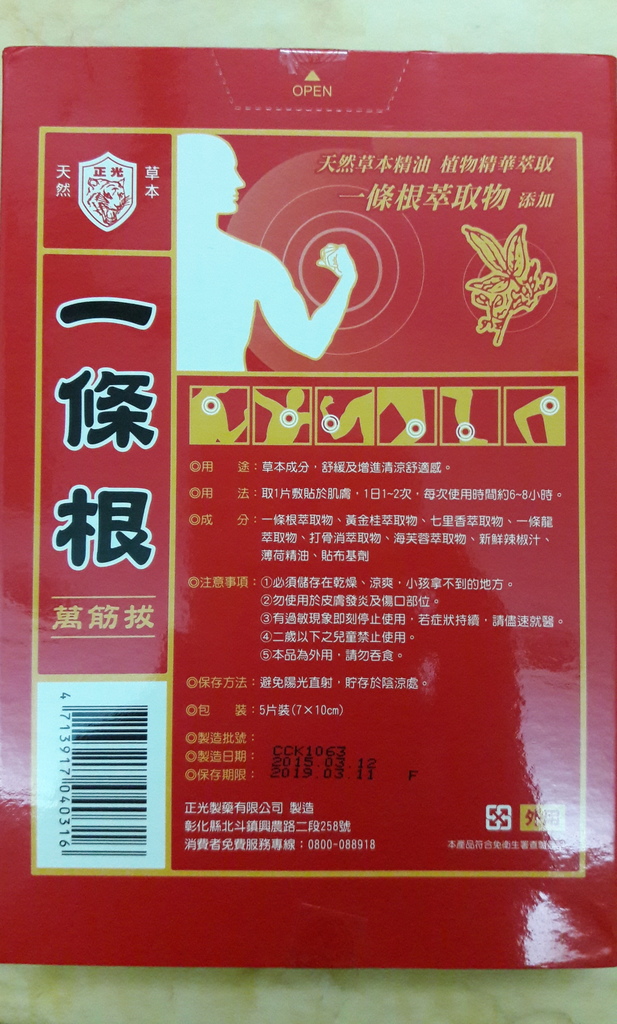 OPEN
天然
正光
草本
天然草本精油 植物精華萃取
一條根萃取物 添加
一條根
萬筋拔
◎用 途：草本成分，舒緩及增進清涼舒適感。
◎用 法：取1片敷貼於肌膚，1日1~2次，每次使用時間約6~8小時。
◎成 分：一條根萃取物、黃金桂萃取物、七里香萃取物、一條龍
萃取物、打骨消萃取物、海芙蓉萃取物、新鮮辣椒汁、
薄荷精油、貼布基劑
◎注意事項：①必須儲存在乾燥、涼爽，小孩拿不到的地方。
②勿使用於皮膚發炎及傷口部位。
③有過敏現象即刻停止使用，若症狀持續，請儘速就醫。
④二歲以下之兒童禁止使用。
⑤本品為外用，請勿吞食。
◎保存方法：避免陽光直射，貯存於陰涼處。
◎包 裝：5片裝(7×10cm)
◎製造批號：CCK1063
◎製造日期：2015.03.12
◎保存期限：2019.03.11 F
正光製藥有限公司 製造
彰化縣北斗鎮興農路二段258號
消費者免費服務專線：0800-088918
外用
本產品符合免衛生署查驗
4713917040316